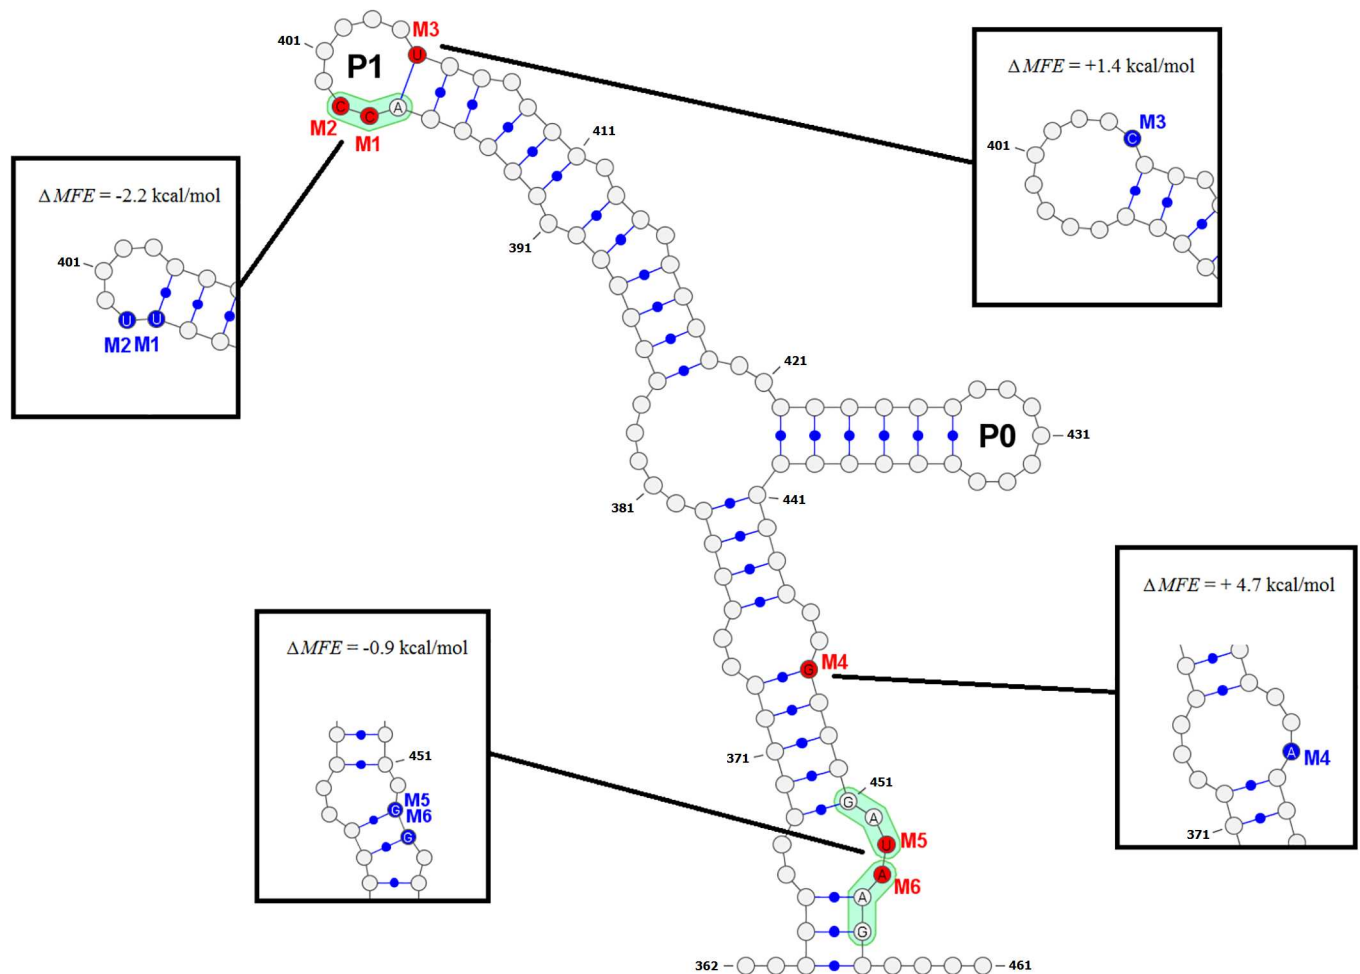 M3
401
P1
U
C
C
A
M2
M1
411
391
ΔMFE = +1.4 kcal/mol
401
M3
C
ΔMFE = -2.2 kcal/mol
401
U U
M2 M1
421
P0
431
381
441
G M4
371
451
G
A
U M5
A
M6
A
G
362
461
ΔMFE = + 4.7 kcal/mol
A M4
371
ΔMFE = -0.9 kcal/mol
451
M5
G
M6
G